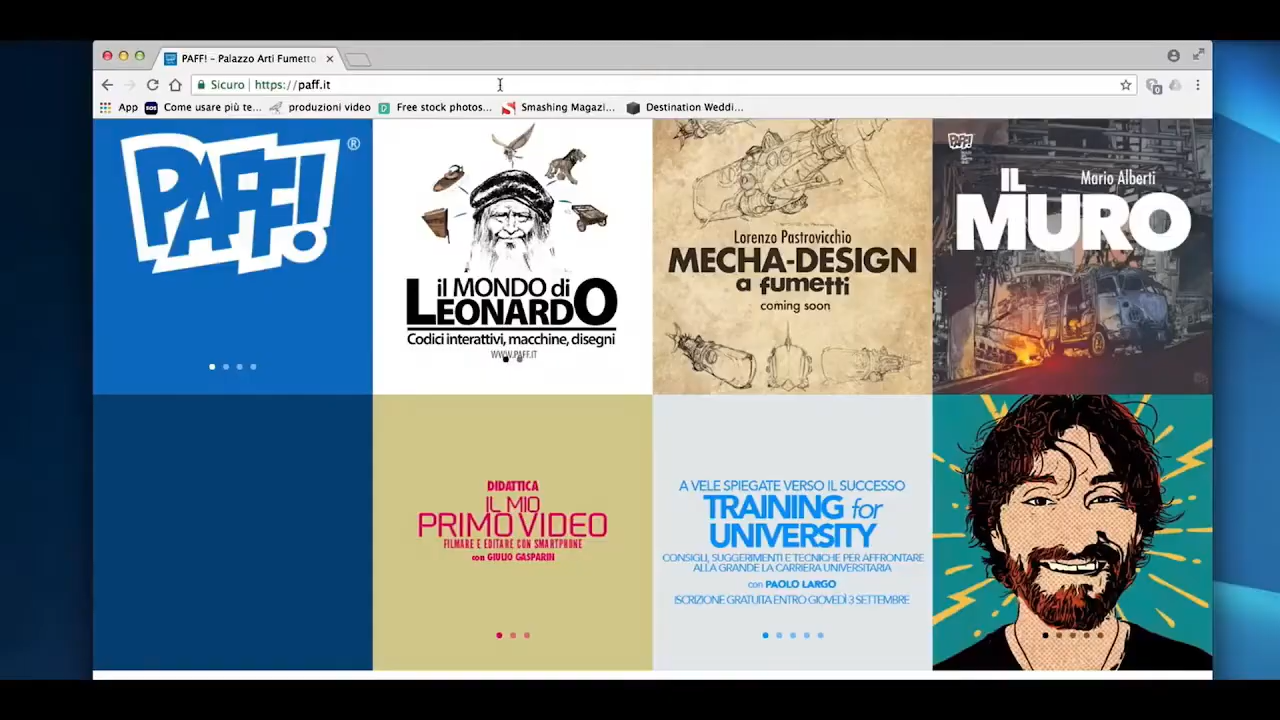 PAFF! - Palazzo Arti Fumetto
Sicuro
https://paff.it
App
Come usare più te...
produzioni video
Free stock photos...
Smashing Magazi...
Destination Weddi...
PAFF! ®
il MONDO di
LEONARDO
Codici interattivi, macchine, disegni
WWW.PAFF.IT
Lorenzo Pastrovicchio
MECHA-DESIGN
a fumetti
coming soon
PAFF!
Mario Alberti
IL
MURO
DIDATTICA
IL MIO
PRIMO VIDEO
FILMARE E EDITARE CON SMARTPHONE
con GIULIO GASPARIN
A VELE SPIEGATE VERSO IL SUCCESSO
TRAINING for
UNIVERSITY
CONSIGLI, SUGGERIMENTI E TECNICHE PER AFFRONTARE
ALLA GRANDE LA CARRIERA UNIVERSITARIA
con PAOLO LARGO
ISCRIZIONE GRATUITA ENTRO GIOVEDÌ 3 SETTEMBRE